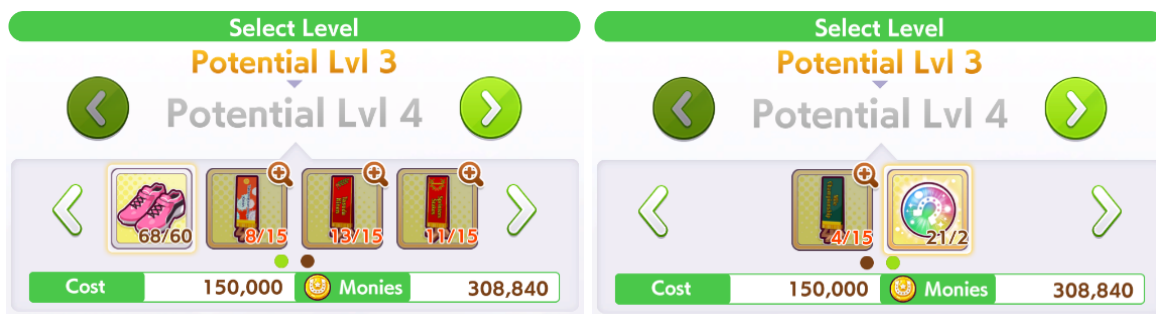 Select Level
Potential Lvl 3
Potential Lvl 4
68/60
8/15
13/15
11/15
Cost
150,000
Monies
308,840
Select Level
Potential Lvl 3
Potential Lvl 4
4/15
21/2
Cost
150,000
Monies
308,840